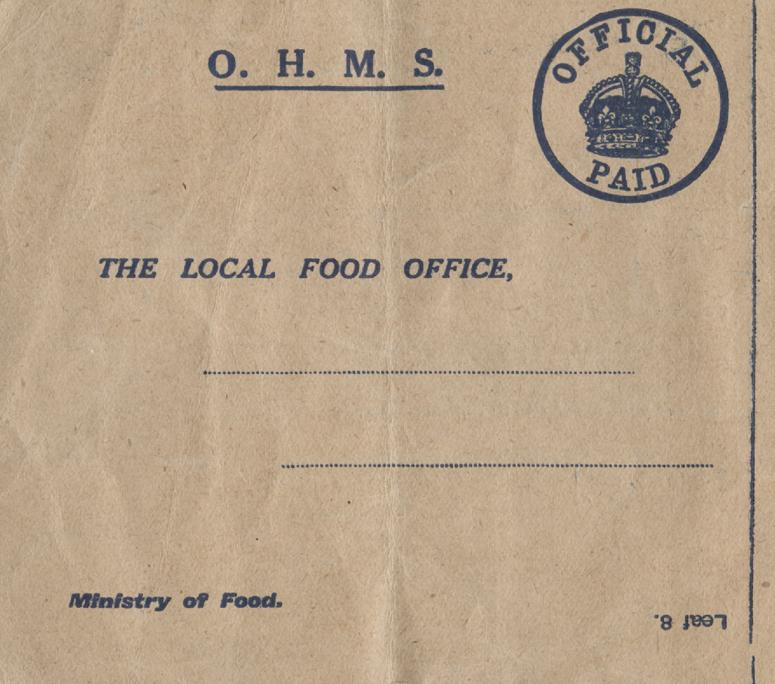 O. H. M. S.
OFFICIAL
PAID
THE LOCAL FOOD OFFICE,
Ministry of Food.
Leaf 8.